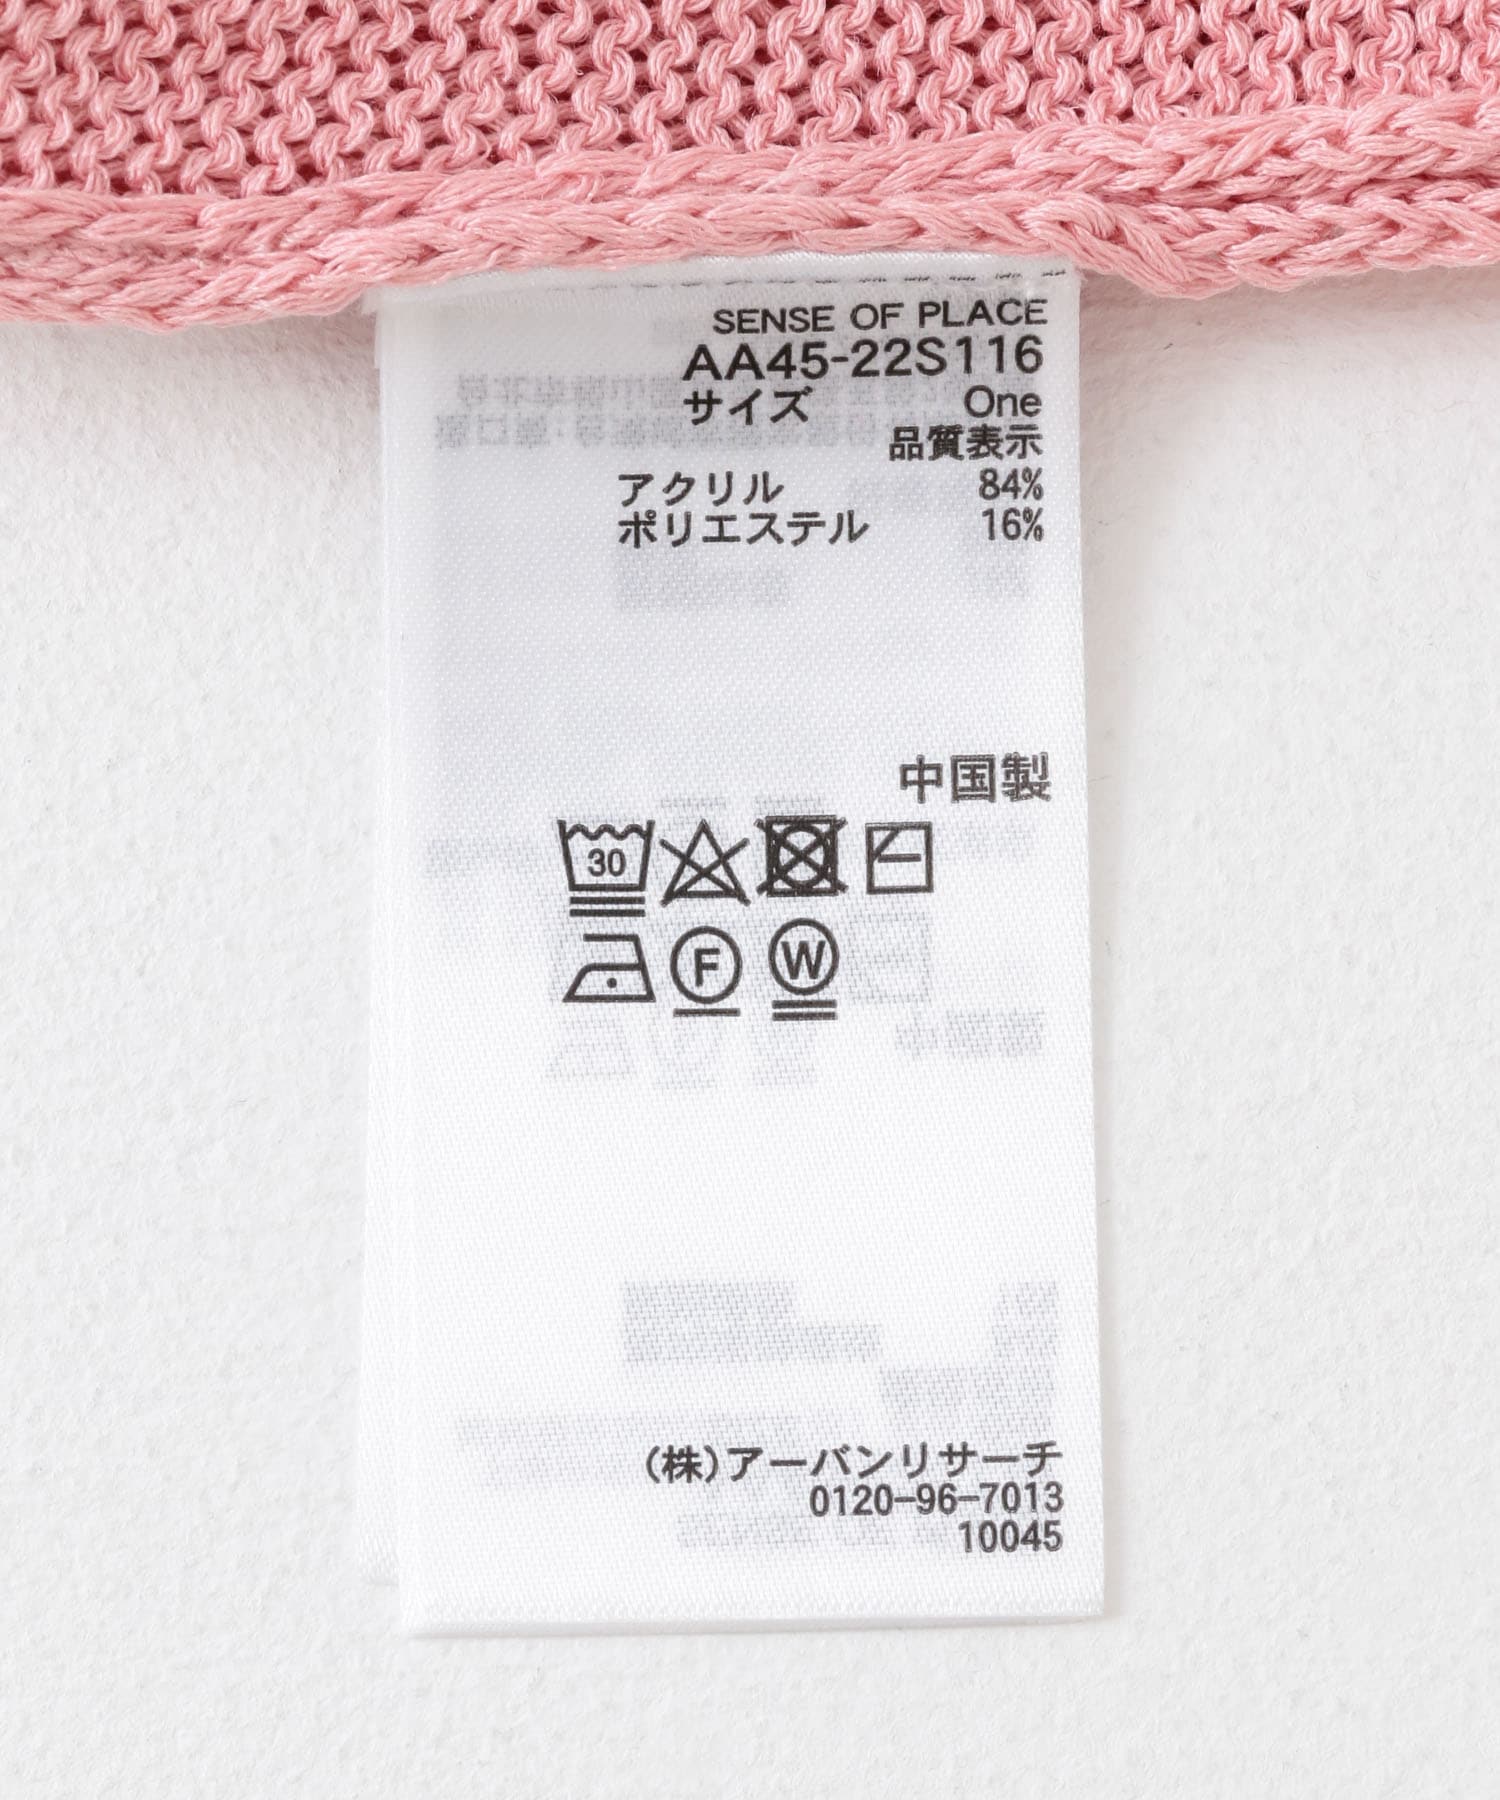 SENSE OF PLACE
AA45-22S116
サイズ One
品質表示
アクリル 84%
ポリエステル 16%
中国製
30
F W
(株)アーバンリサーチ
0120-96-7013
10045